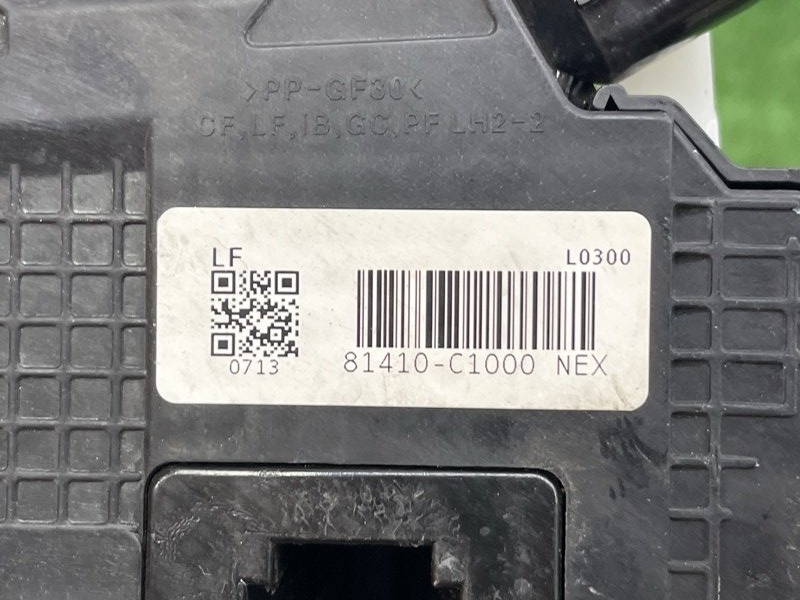 >PP-GF30<
CF,LF,IB,GC,PF LH2-2
LF
L0300
0713
81410-C1000 NEX